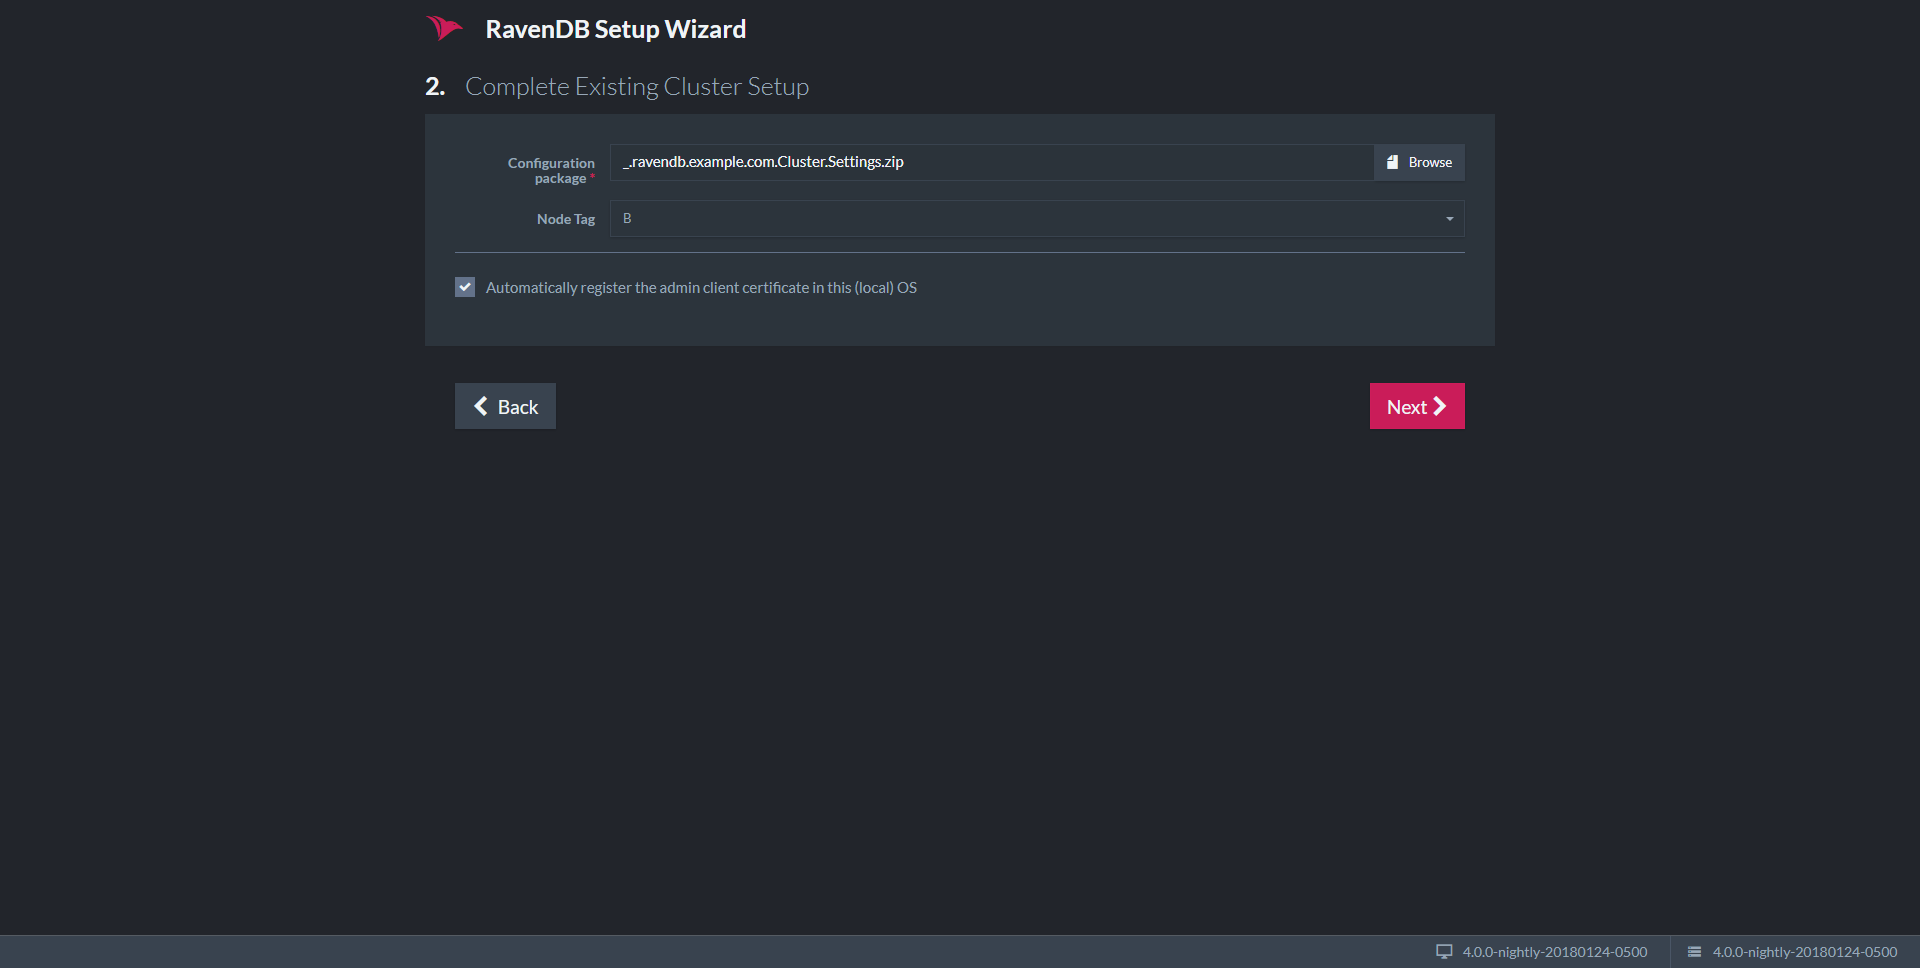 RavenDB Setup Wizard
2. Complete Existing Cluster Setup
Configuration package *
_.ravendb.example.com.Cluster.Settings.zip
Browse
Node Tag
B
Automatically register the admin client certificate in this (local) OS
Back
Next
4.0.0-nightly-20180124-0500
4.0.0-nightly-20180124-0500